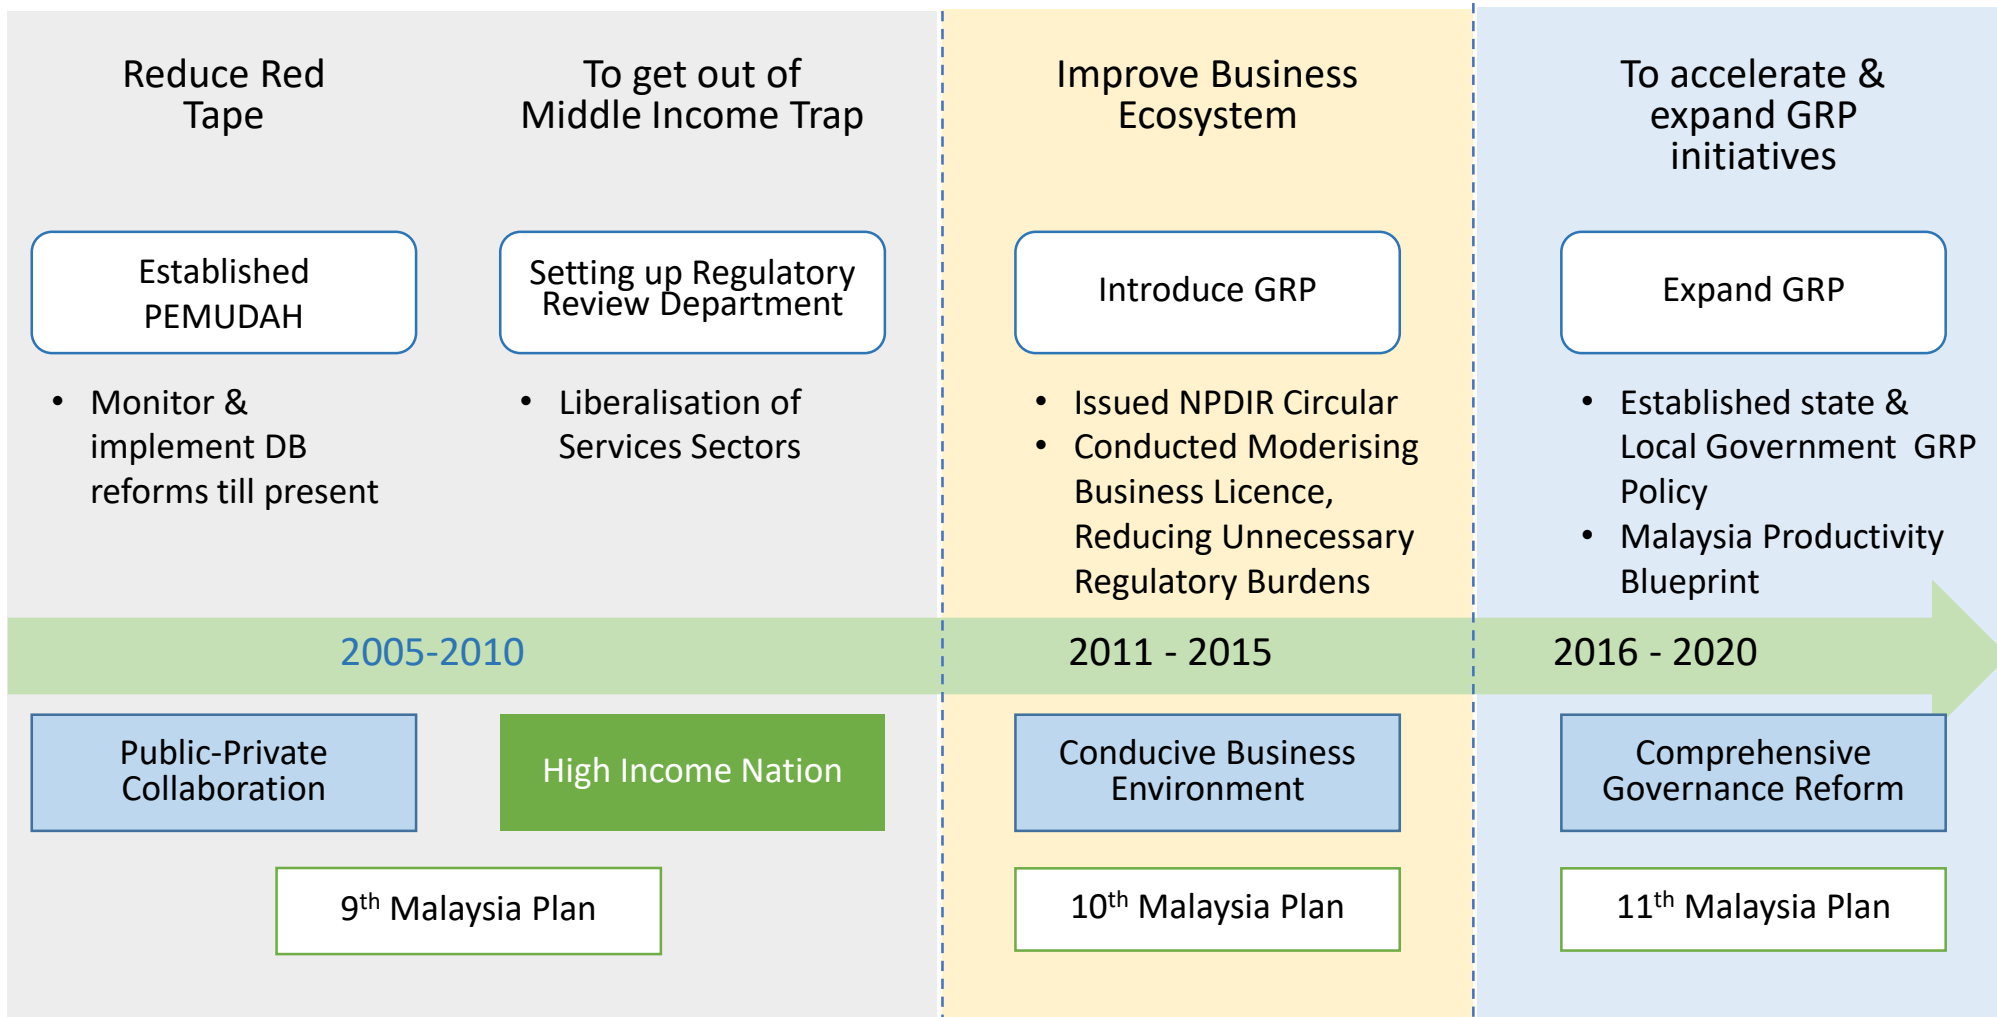 Reduce Red
Tape
To get out of
Middle Income Trap
Improve Business
Ecosystem
To accelerate &
expand GRP
initiatives
Established
PEMUDAH
Setting up Regulatory
Review Department
Introduce GRP
Expand GRP
• Monitor &
implement DB
reforms till present
• Liberalisation of
Services Sectors
• Issued NPDIR Circular
• Conducted Moderising
Business Licence,
Reducing Unnecessary
Regulatory Burdens
• Established state &
Local Government GRP
Policy
• Malaysia Productivity
Blueprint
2005-2010
2011 - 2015
2016 - 2020
Public-Private
Collaboration
High Income Nation
Conducive Business
Environment
Comprehensive
Governance Reform
9th Malaysia Plan
10th Malaysia Plan
11th Malaysia Plan